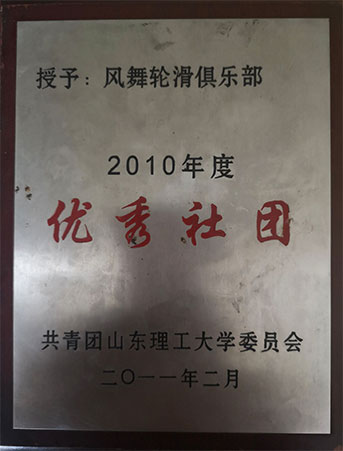 授予：风舞轮滑俱乐部
2010年度
优秀社团
共青团山东理工大学委员会
二〇一一年二月